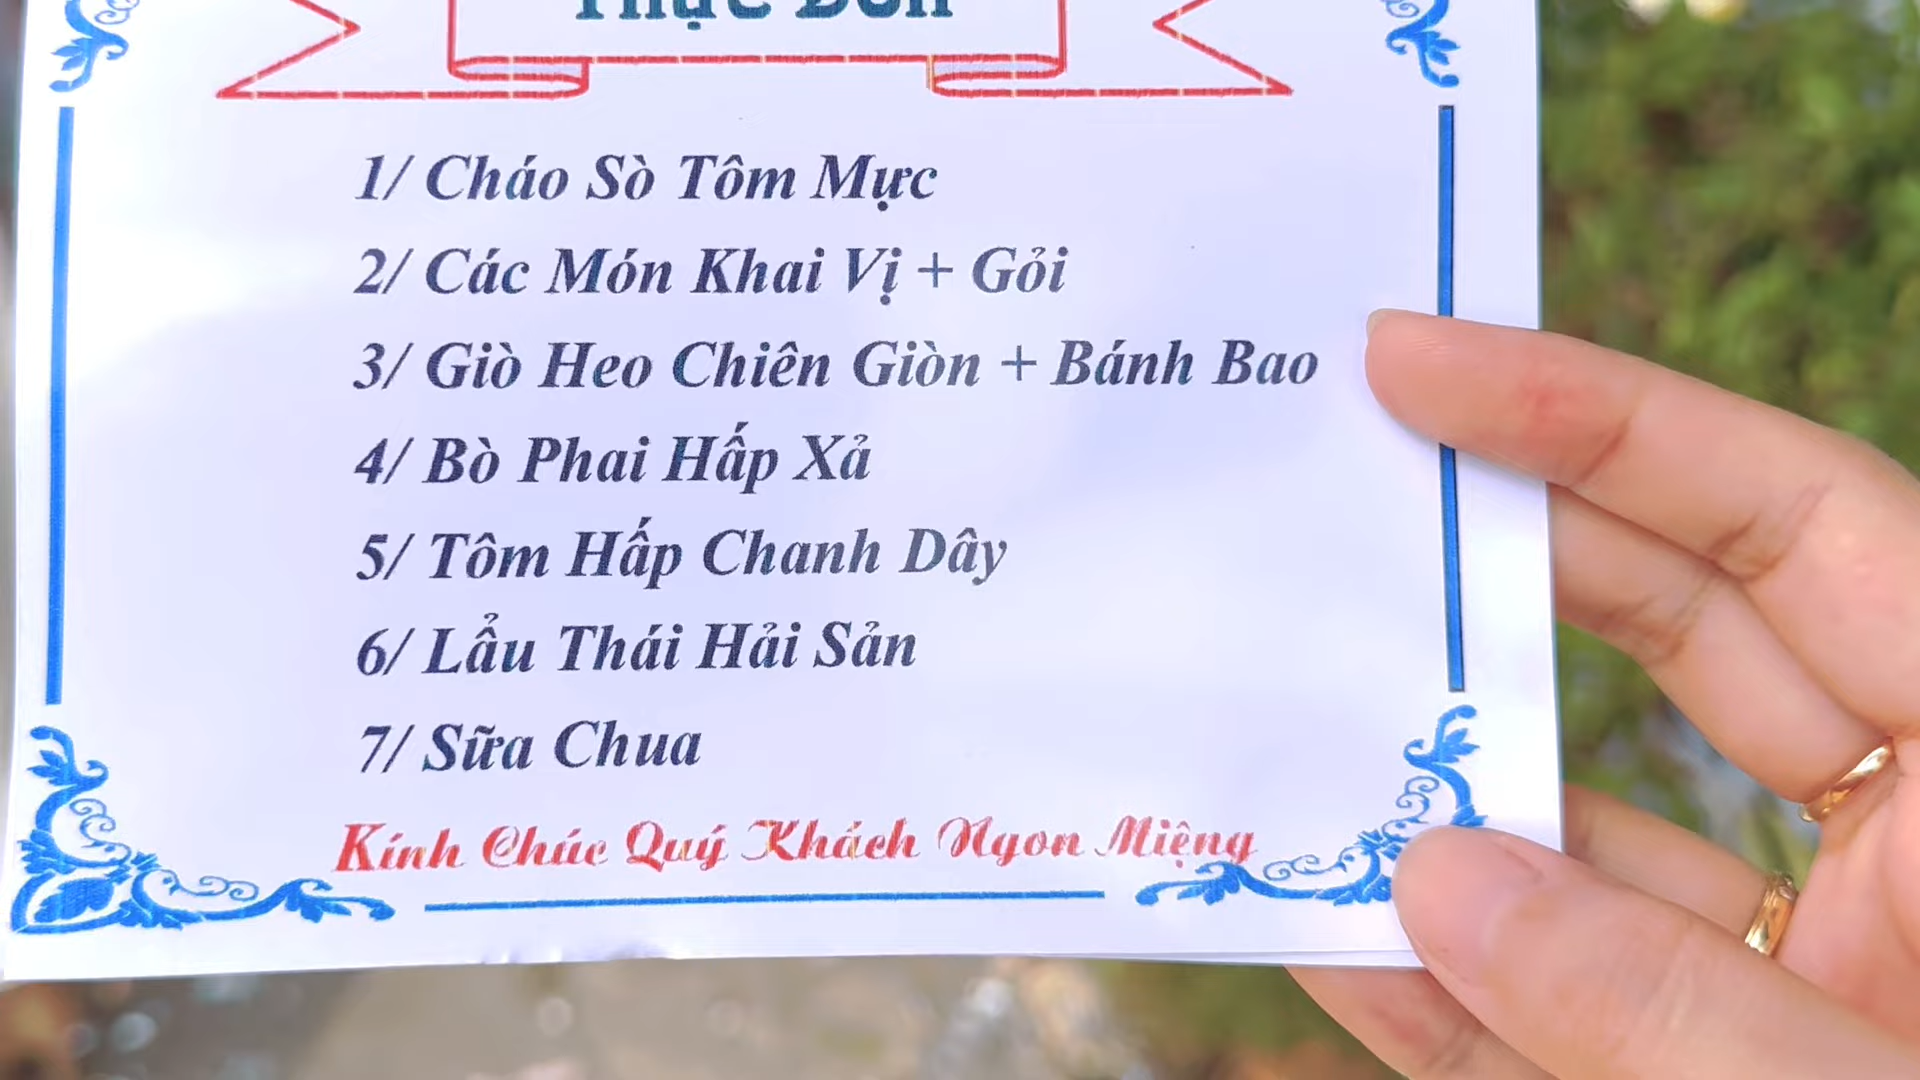 Thực Đơn
1/ Cháo Sò Tôm Mực
2/ Các Món Khai Vị + Gỏi
3/ Giò Heo Chiên Giòn + Bánh Bao
4/ Bò Phai Hấp Xả
5/ Tôm Hấp Chanh Dây
6/ Lẩu Thái Hải Sản
7/ Sữa Chua
Kính Chúc Quý Khách Ngon Miệng